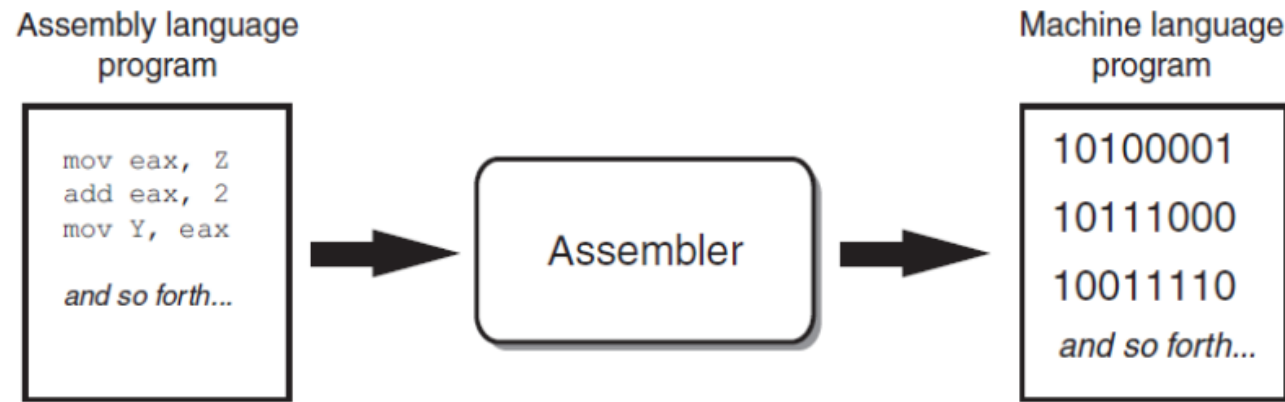 Assembly language
program
mov eax, Z
add eax, 2
mov Y, eax
and so forth...
Assembler
Machine language
program
10100001
10111000
10011110
and so forth...